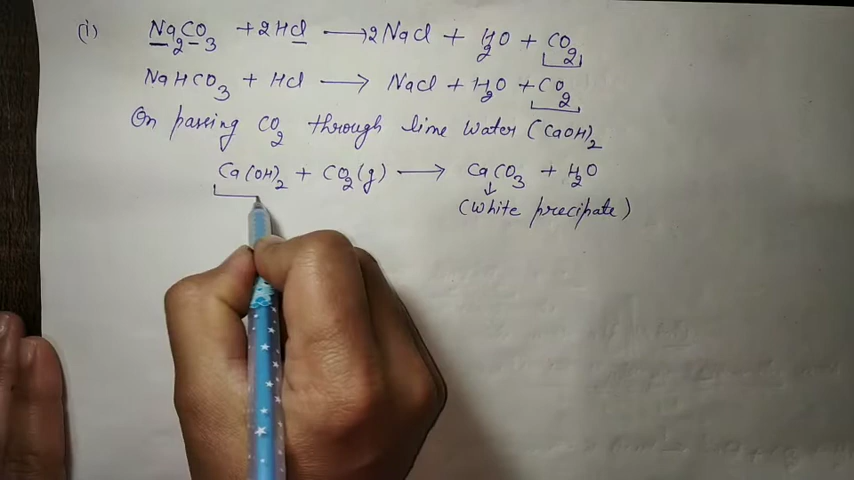 (i) Na2CO3 + 2HCl ⟶ 2NaCl + H2O + CO2
NaHCO3 + HCl ⟶ NaCl + H2O + CO2
On passing CO2 through lime water (CaOH)2
Ca(OH)2 + CO2(g) ⟶ CaCO3 + H2O
↓
(White precipate)